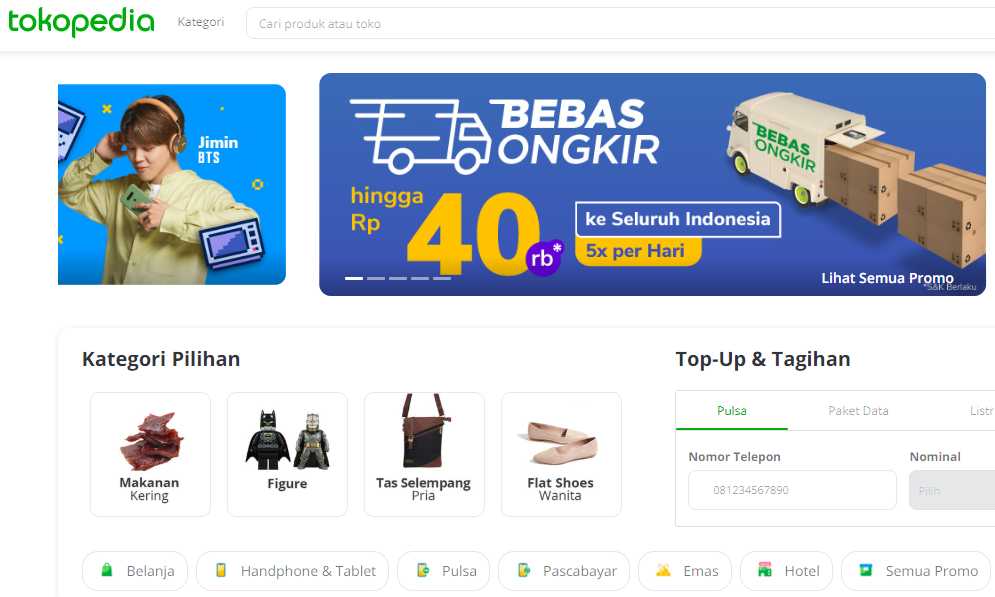 tokopedia
Kategori
Cari produk atau toko
Jimin
BTS
BEBAS
ONGKIR
hingga
Rp
40
rb*
ke Seluruh Indonesia
5x per Hari
BEBAS
ONGKIR
Lihat Semua Promo
*S&K Berlaku
Kategori Pilihan
Makanan
Kering
Figure
Tas Selempang
Pria
Flat Shoes
Wanita
Top-Up & Tagihan
Pulsa
Paket Data
Listr
Nomor Telepon
Nominal
081234567890
Pilih
Belanja
Handphone & Tablet
Pulsa
Pascabayar
Emas
Hotel
Semua Promo